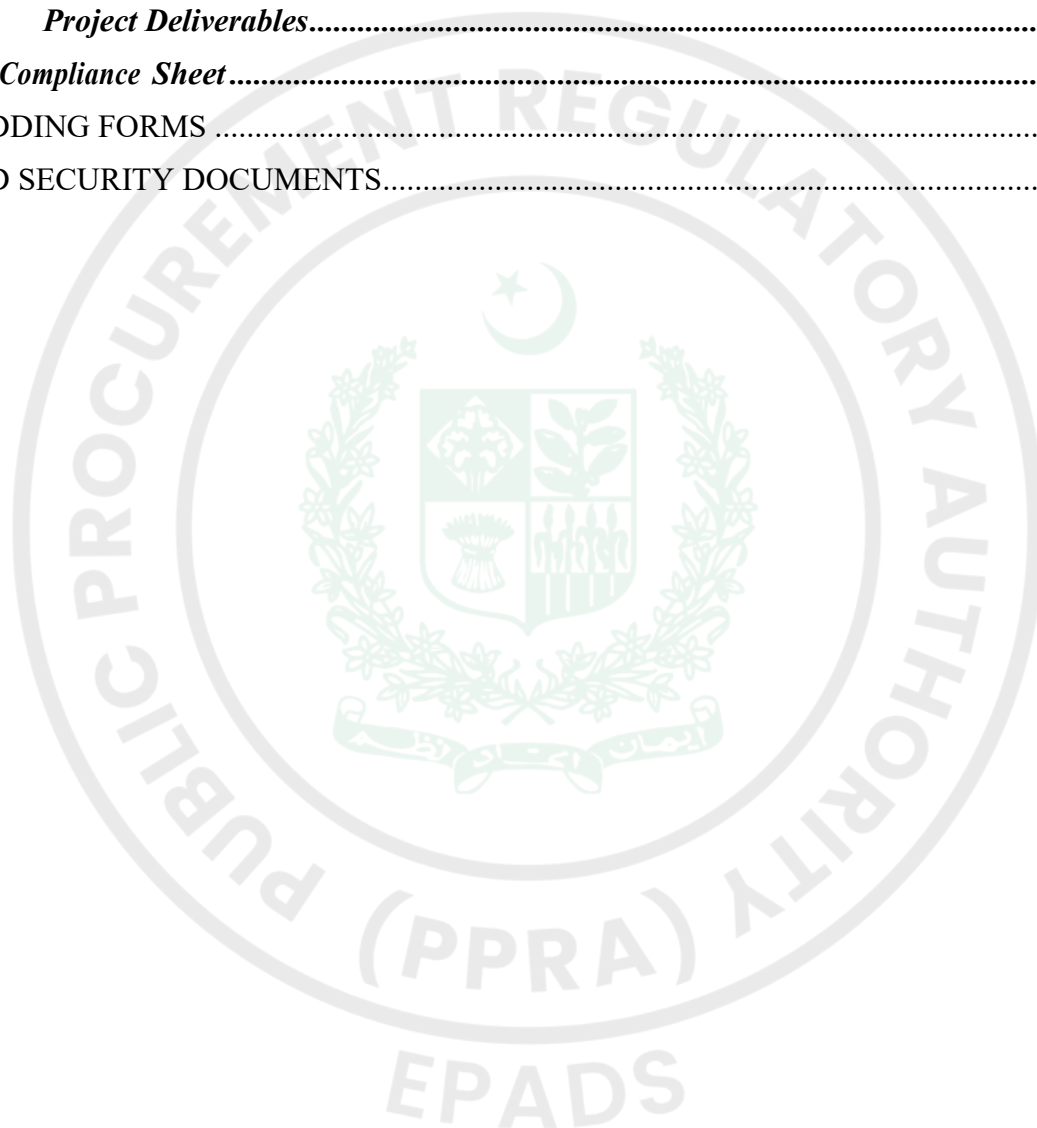 Project Deliverables..........................................................................................
Compliance Sheet.....................................................................................................
DDING FORMS .......................................................................................................
D SECURITY DOCUMENTS..................................................................................
PUBLIC PROCUREMENT REGULATORY AUTHORITY
(PPRA)
EPADS